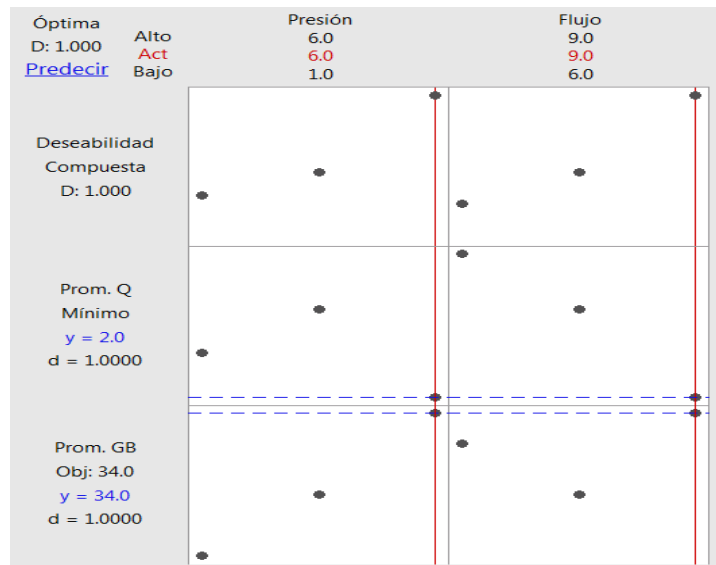 Óptima
D: 1.000
Predecir
Alto
Act
Bajo
Presión
6.0
6.0
1.0
Flujo
9.0
9.0
6.0
Deseabilidad
Compuesta
D: 1.000
Prom. Q
Mínimo
y = 2.0
d = 1.0000
Prom. GB
Obj: 34.0
y = 34.0
d = 1.0000